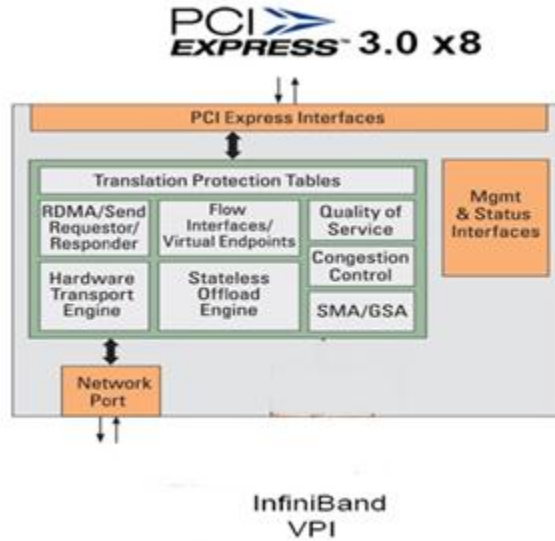 PCI
EXPRESS™ 3.0 x8
PCI Express Interfaces
Translation Protection Tables
RDMA/Send
Requestor/
Responder
Flow
Interfaces/
Virtual Endpoints
Quality of
Service
Congestion
Control
Hardware
Transport
Engine
Stateless
Offload
Engine
SMA/GSA
Mgmt
& Status
Interfaces
Network
Port
InfiniBand
VPI